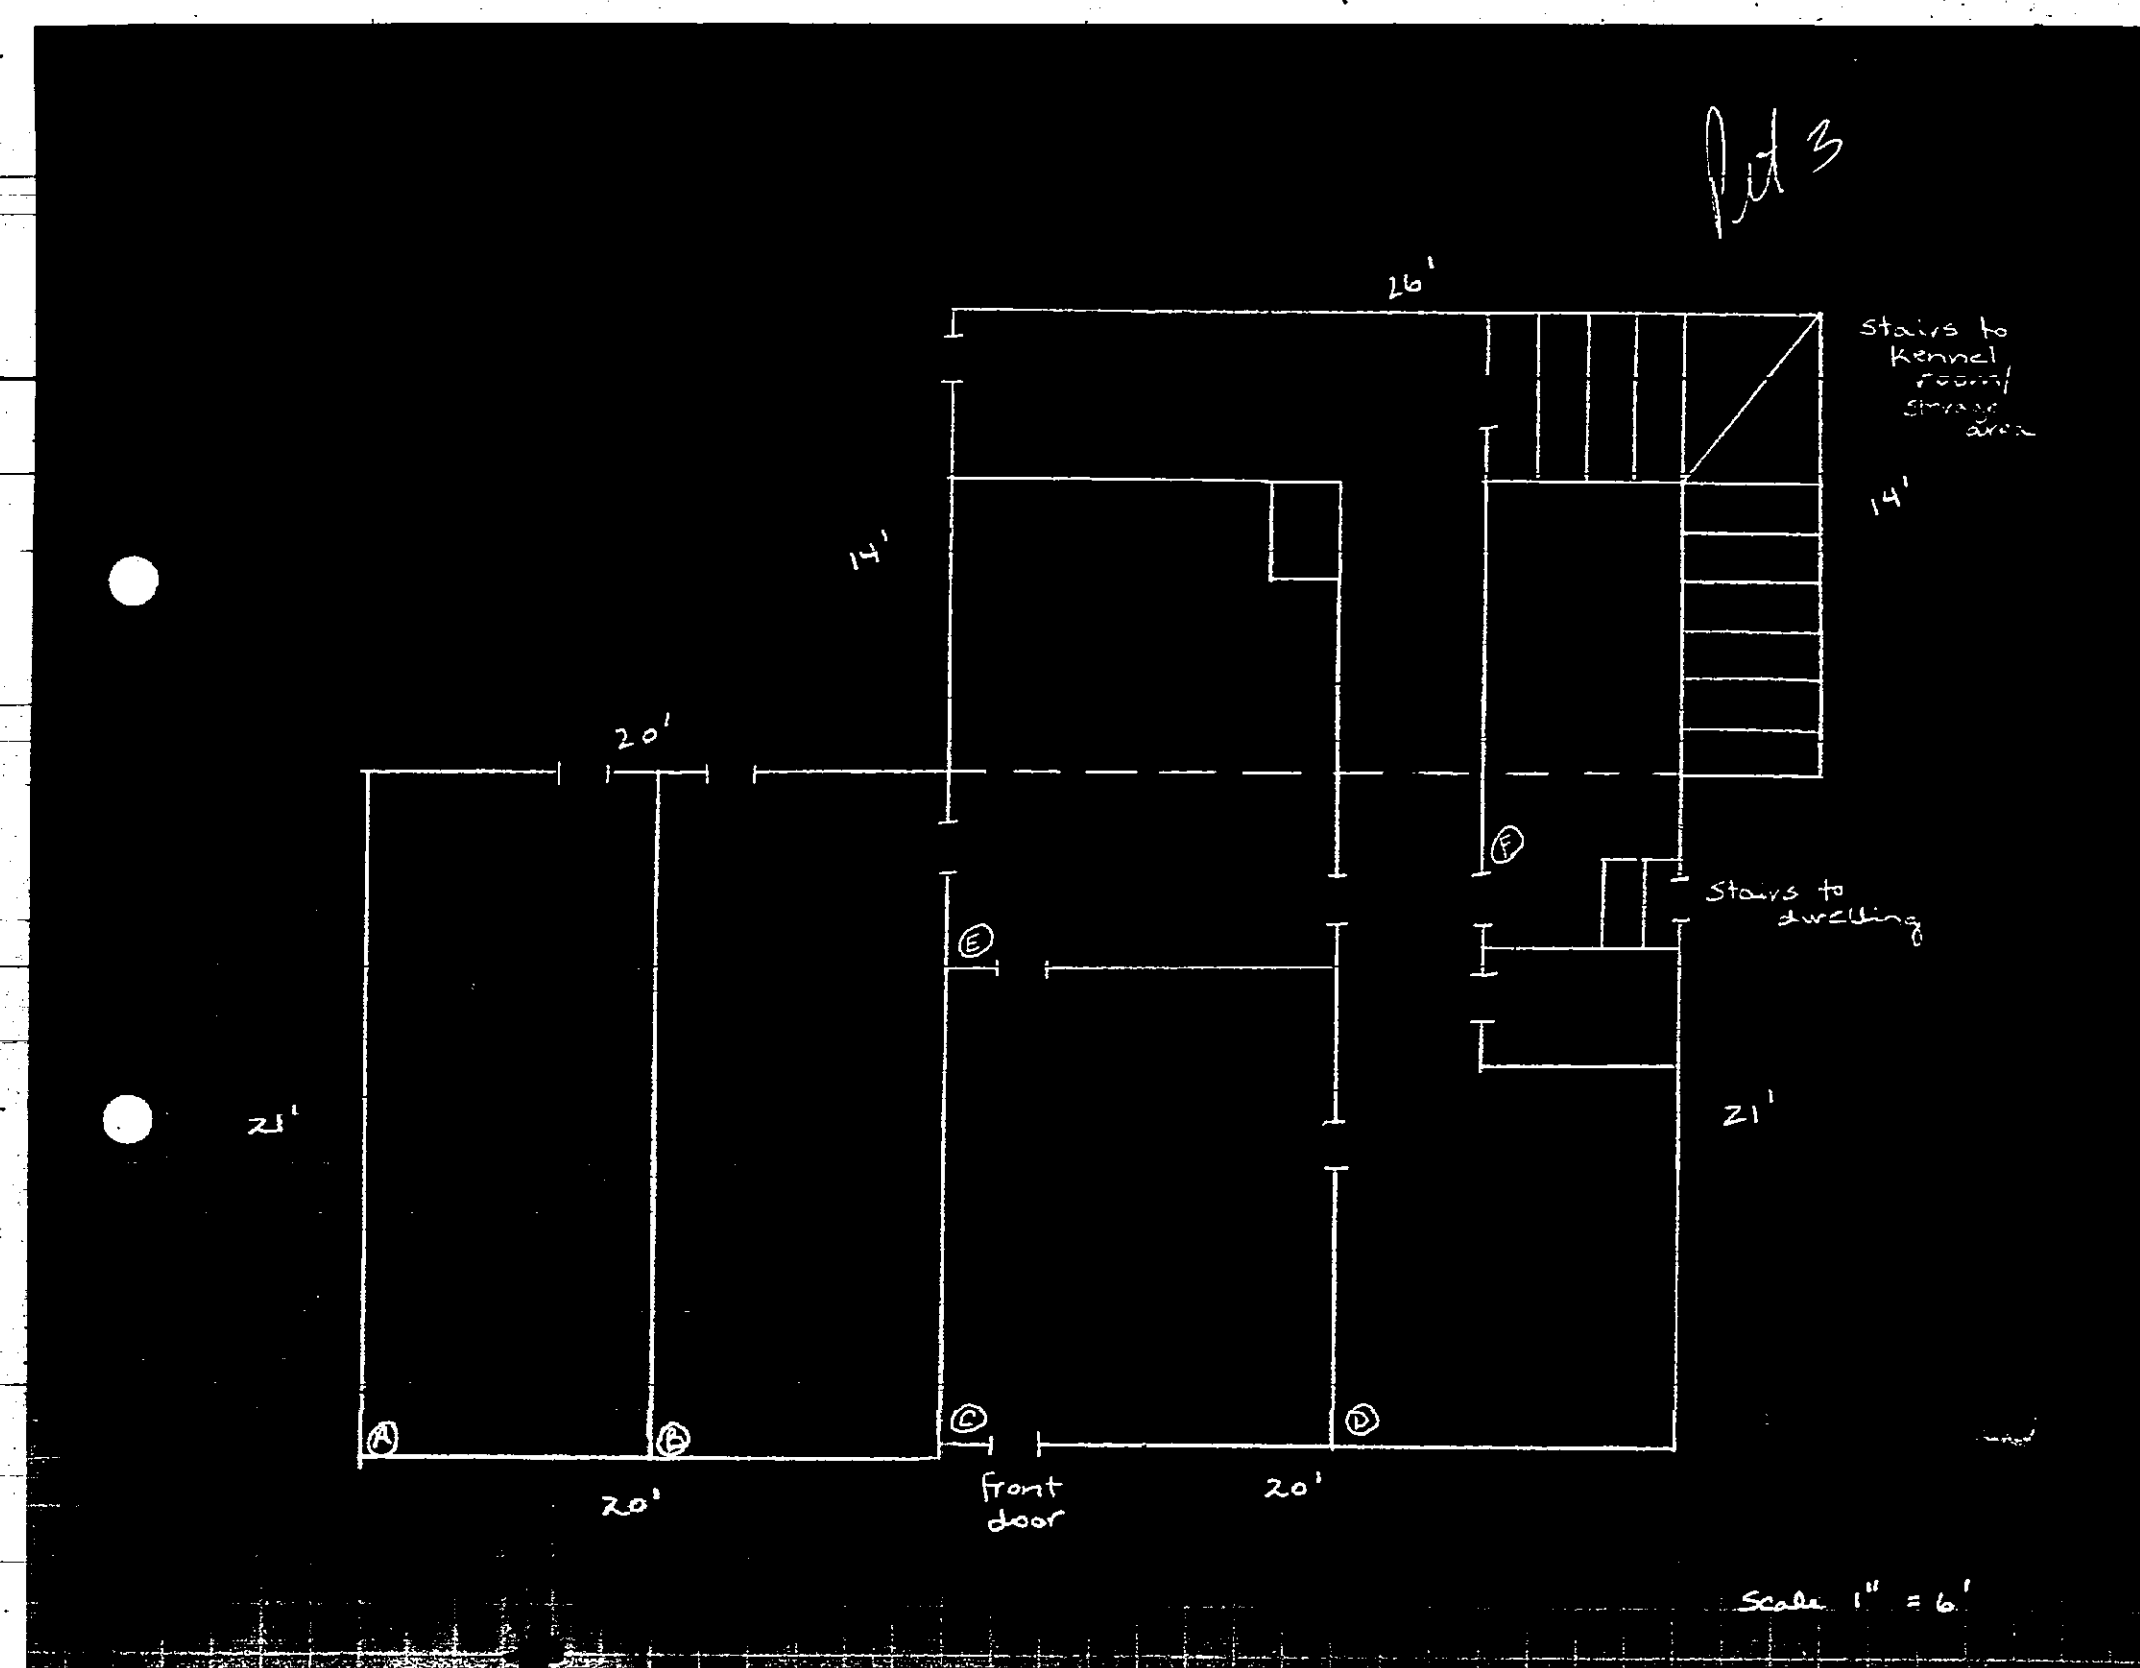 Pet 3
26'
Stairs to
Kennel
room/
storage
area
14'
14'
20'
F
Stairs to
dwelling
E
21'
21'
A
B
C
D
Front
door
20'
20'
Scale 1" = 6'